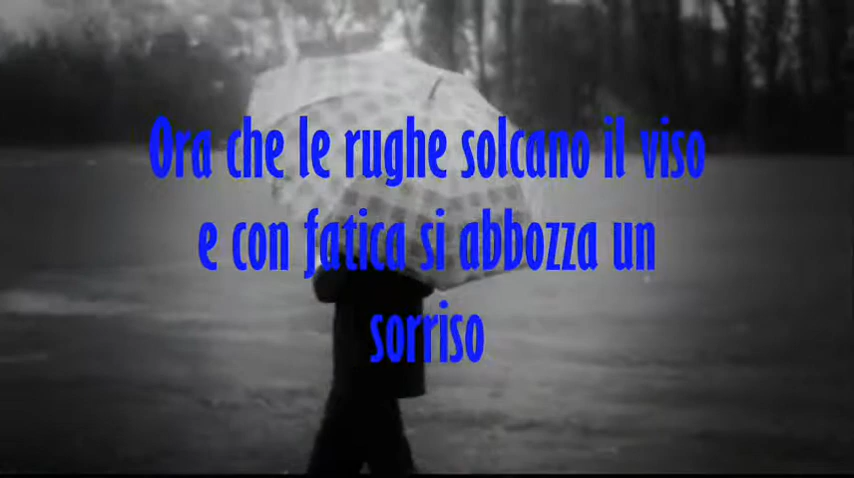 Ora che le rughe solcano il viso
e con fatica si abbozza un
sorriso